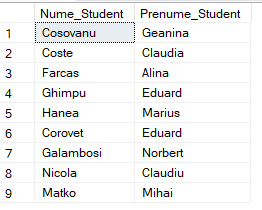 Nume_Student Prenume_Student
1 Cosovanu Geanina
2 Coste Claudia
3 Farcas Alina
4 Ghimpu Eduard
5 Hanea Marius
6 Corovet Eduard
7 Galambosi Norbert
8 Nicola Claudiu
9 Matko Mihai